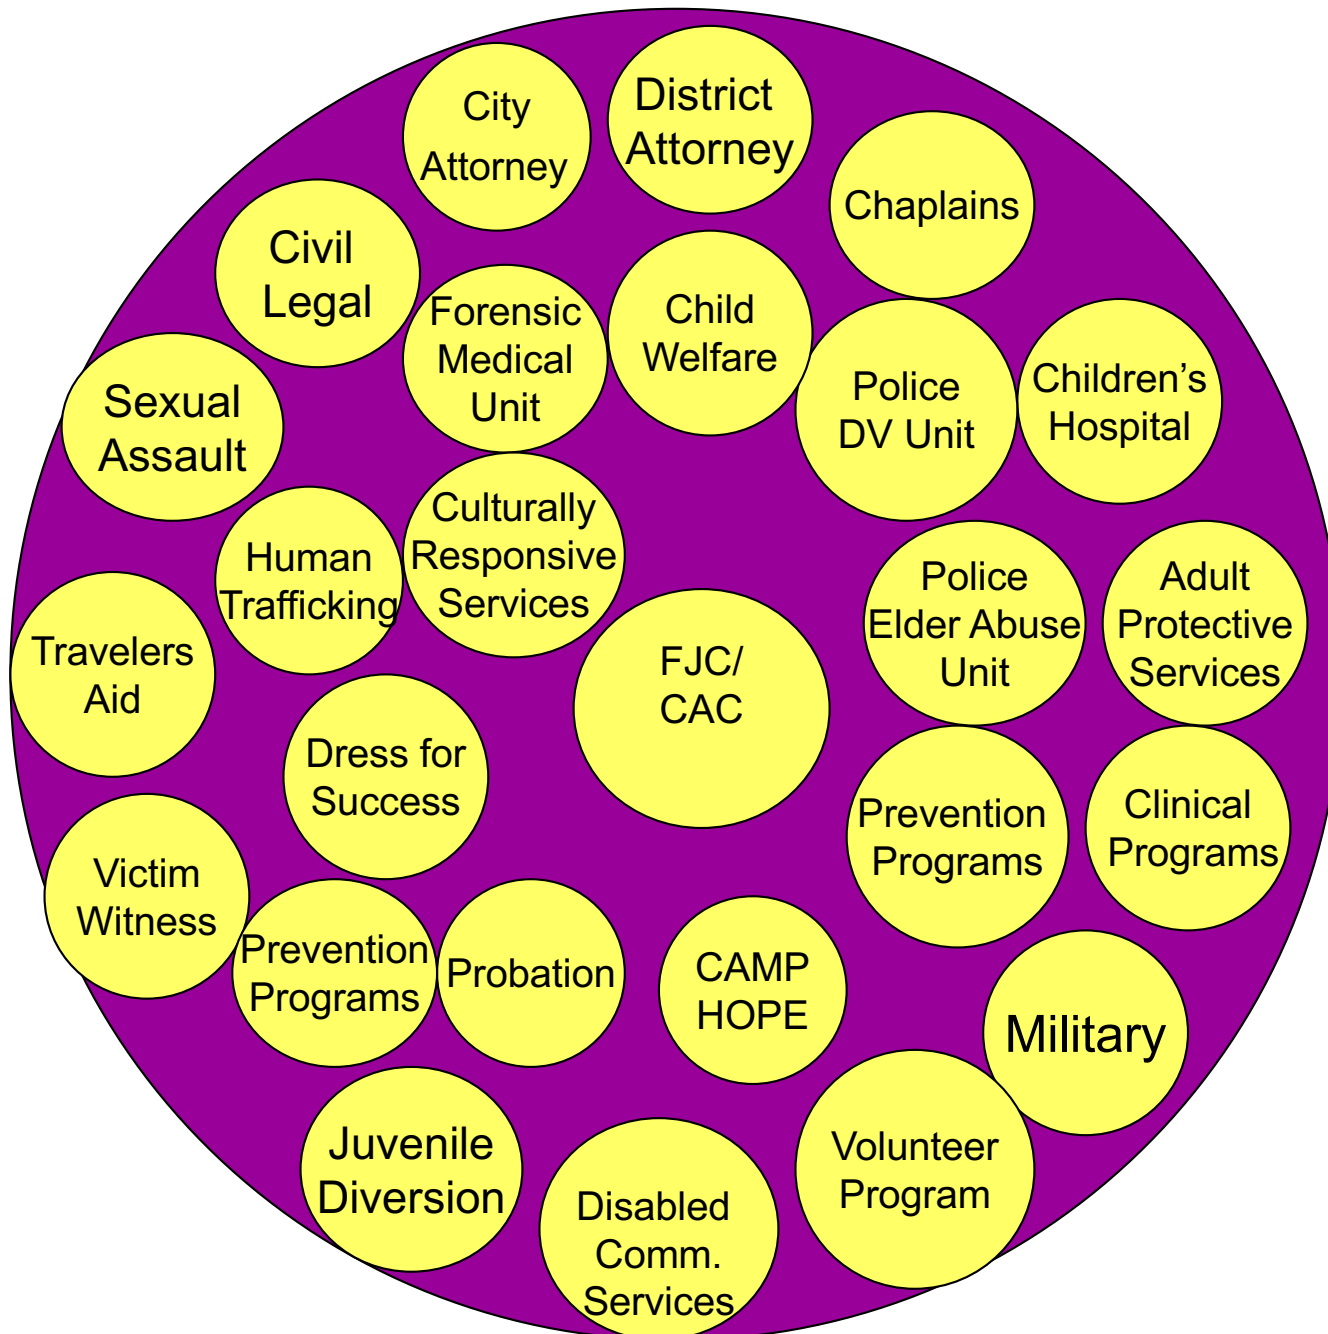 City
Attorney
District
Attorney
Chaplains
Civil
Legal
Forensic
Medical
Unit
Child
Welfare
Police
DV Unit
Children’s
Hospital
Sexual
Assault
Human
Trafficking
Culturally
Responsive
Services
Police
Elder Abuse
Unit
Adult
Protective
Services
Travelers
Aid
FJC/
CAC
Dress for
Success
Prevention
Programs
Clinical
Programs
Victim
Witness
Prevention
Programs
Probation
CAMP
HOPE
Military
Juvenile
Diversion
Disabled
Comm.
Services
Volunteer
Program